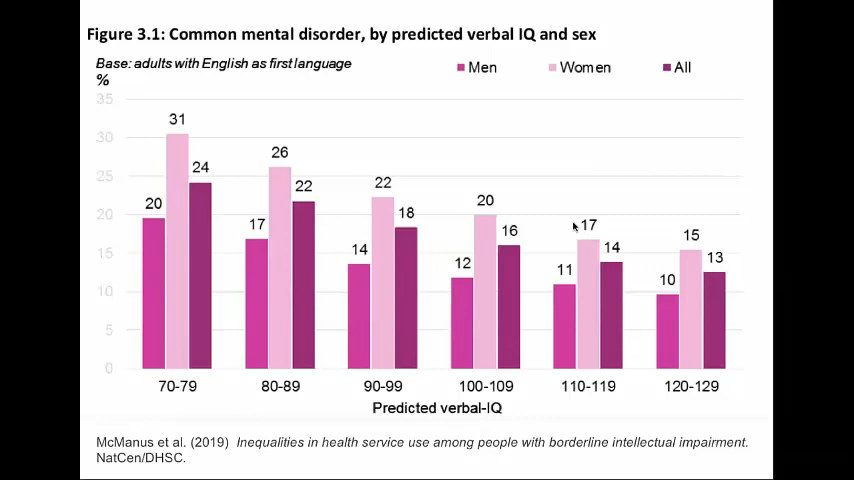 Figure 3.1: Common mental disorder, by predicted verbal IQ and sex
Base: adults with English as first language
%
Men Women All
35
30
25
20
15
10
5
0
20 31 24
17 26 22
14 22 18
12 20 16
11 17 14
10 15 13
70-79 80-89 90-99 100-109 110-119 120-129
Predicted verbal-IQ
McManus et al. (2019) Inequalities in health service use among people with borderline intellectual impairment.
NatCen/DHSC.